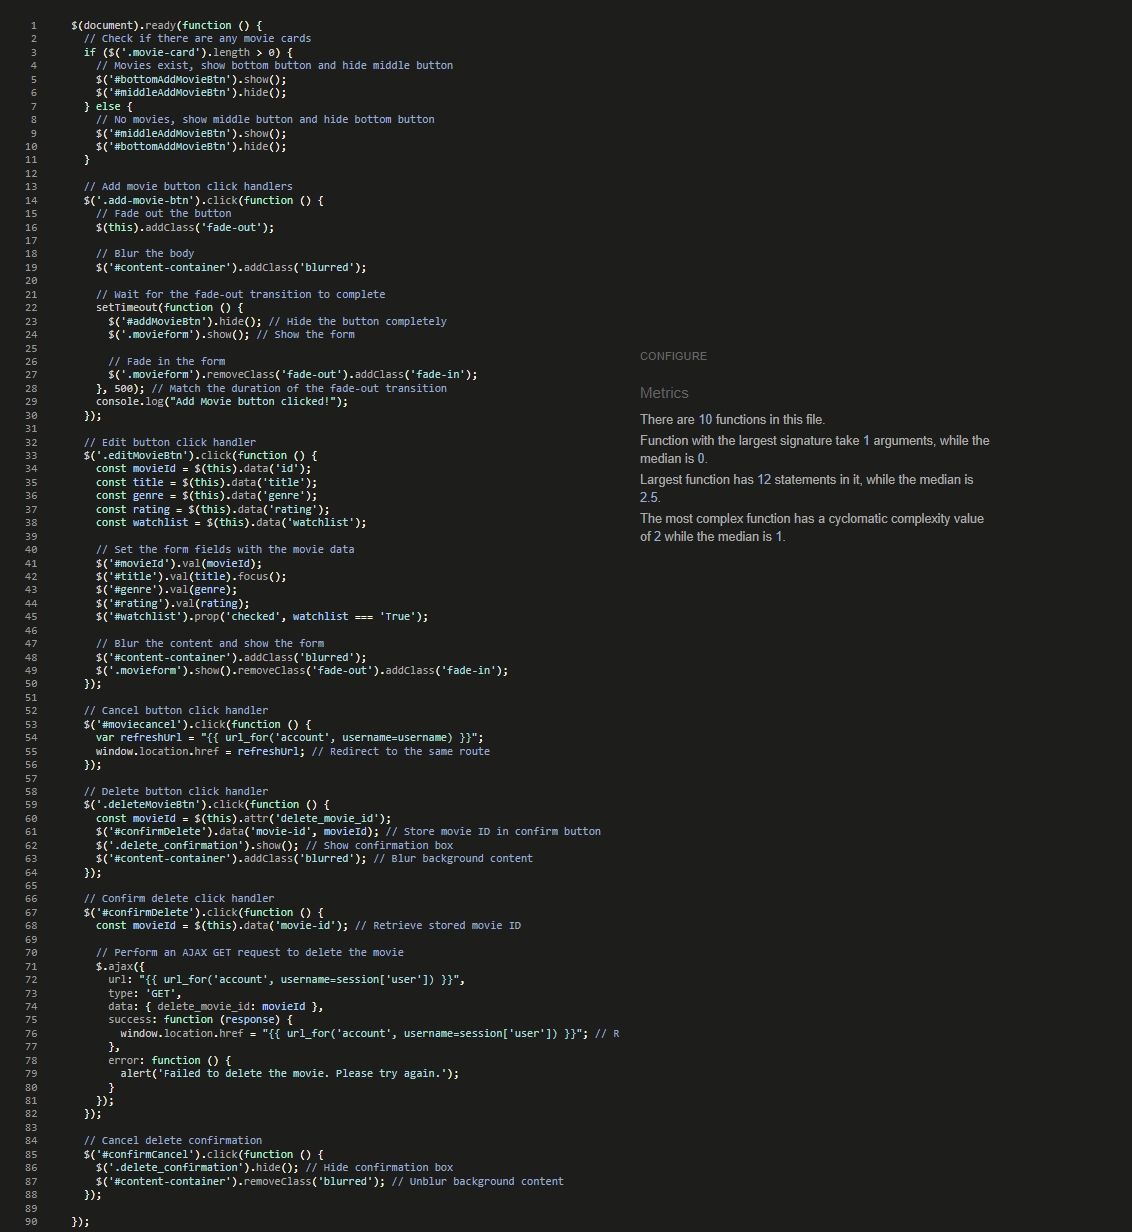 1 $(document).ready(function () {
2 // Check if there are any movie cards
3 if ($('.movie-card').length > 0) {
4 // Movies exist, show bottom button and hide middle button
5 $('#bottomAddMovieBtn').show();
6 $('#middleAddMovieBtn').hide();
7 } else {
8 // No movies, show middle button and hide bottom button
9 $('#middleAddMovieBtn').show();
10 $('#bottomAddMovieBtn').hide();
11 }
12
13 // Add movie button click handlers
14 $('.add-movie-btn').click(function () {
15 // Fade out the button
16 $(this).addClass('fade-out');
17
18 // Blur the body
19 $('#content-container').addClass('blurred');
20
21 // Wait for the fade-out transition to complete
22 setTimeout(function () {
23 $('#addMovieBtn').hide(); // Hide the button completely
24 $('.movieform').show(); // Show the form
25
26 // Fade in the form
27 $('.movieform').removeClass('fade-out').addClass('fade-in');
28 }, 500); // Match the duration of the fade-out transition
29 console.log("Add Movie button clicked!");
30 });
31
32 // Edit button click handler
33 $('.editMovieBtn').click(function () {
34 const movieId = $(this).data('id');
35 const title = $(this).data('title');
36 const genre = $(this).data('genre');
37 const rating = $(this).data('rating');
38 const watchlist = $(this).data('watchlist');
39
40 // Set the form fields with the movie data
41 $('#movieId').val(movieId);
42 $('#title').val(title).focus();
43 $('#genre').val(genre);
44 $('#rating').val(rating);
45 $('#watchlist').prop('checked', watchlist === 'True');
46
47 // Blur the content and show the form
48 $('#content-container').addClass('blurred');
49 $('.movieform').show().removeClass('fade-out').addClass('fade-in');
50 });
51
52 // Cancel button click handler
53 $('#moviecancel').click(function () {
54 var refreshUrl = "{{ url_for('account', username=username) }}";
55 window.location.href = refreshUrl; // Redirect to the same route
56 });
57
58 // Delete button click handler
59 $('.deleteMovieBtn').click(function () {
60 const movieId = $(this).attr('delete_movie_id');
61 $('#confirmDelete').data('movie-id', movieId); // Store movie ID in confirm button
62 $('.delete_confirmation').show(); // Show confirmation box
63 $('#content-container').addClass('blurred'); // Blur background content
64 });
65
66 // Confirm delete click handler
67 $('#confirmDelete').click(function () {
68 const movieId = $(this).data('movie-id'); // Retrieve stored movie ID
69
70 // Perform an AJAX GET request to delete the movie
71 $.ajax({
72 url: "{{ url_for('account', username=session['user']) }}",
73 type: 'GET',
74 data: { delete_movie_id: movieId },
75 success: function (response) {
76 window.location.href = "{{ url_for('account', username=session['user']) }}"; // R
77 },
78 error: function () {
79 alert('Failed to delete the movie. Please try again.');
80 }
81 });
82 });
83
84 // Cancel delete confirmation
85 $('#confirmCancel').click(function () {
86 $('.delete_confirmation').hide(); // Hide confirmation box
87 $('#content-container').removeClass('blurred'); // Unblur background content
88 });
89
90 });
CONFIGURE
Metrics
There are 10 functions in this file.
Function with the largest signature take 1 arguments, while the
median is 0.
Largest function has 12 statements in it, while the median is
2.5.
The most complex function has a cyclomatic complexity value
of 2 while the median is 1.